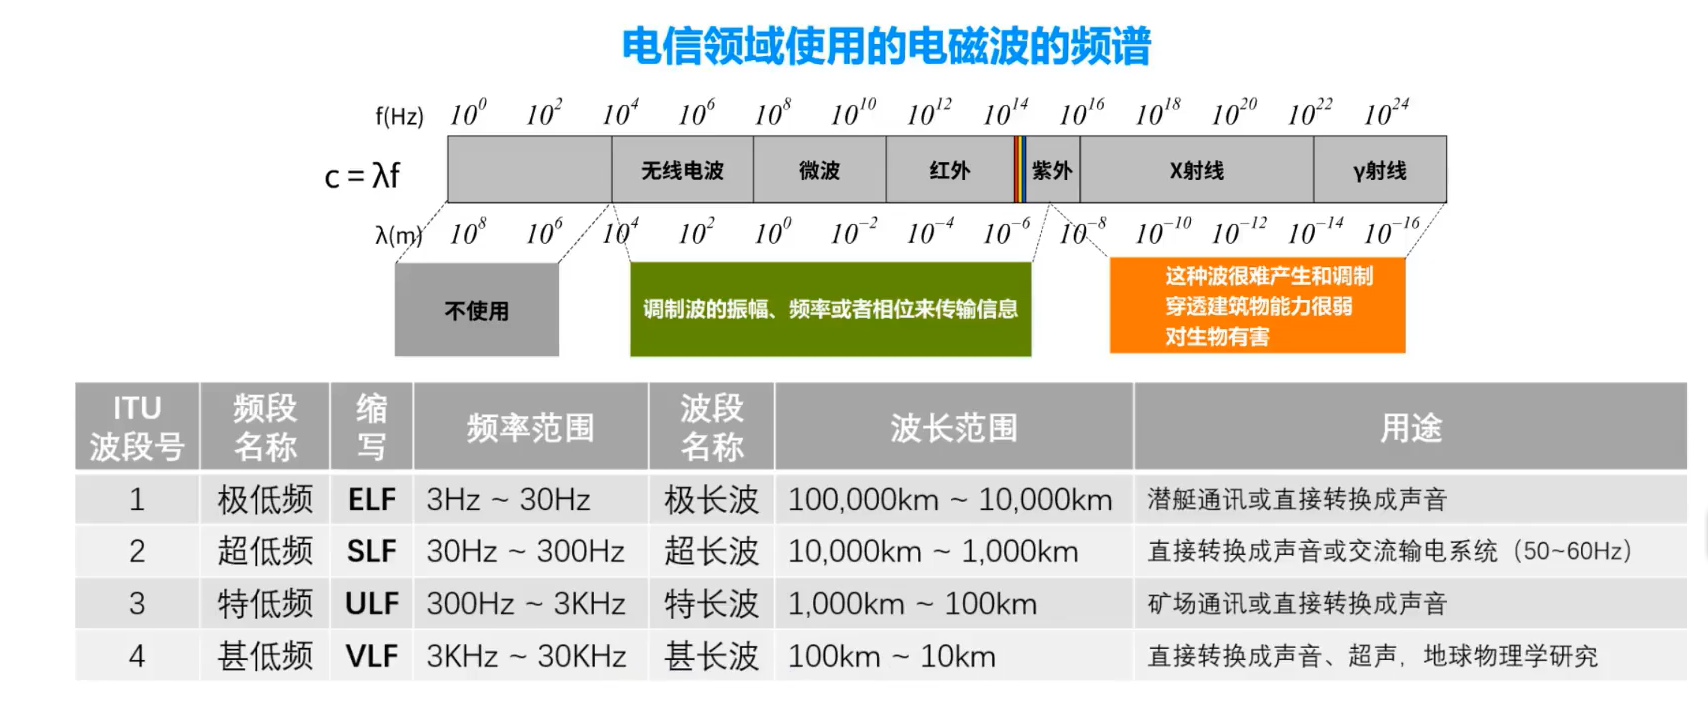 电信领域使用的电磁波的频谱
f(Hz) 10^0 10^2 10^4 10^6 10^8 10^10 10^12 10^14 10^16 10^18 10^20 10^22 10^24
c = λf
无线电波 微波 红外 紫外 X射线 γ射线
λ(m) 10^8 10^6 10^4 10^2 10^0 10^-2 10^-4 10^-6 10^-8 10^-10 10^-12 10^-14 10^-16
不使用
调制波的振幅、频率或者相位来传输信息
这种波很难产生和调制
穿透建筑物能力很弱
对生物有害
ITU 波段号 频段名称 缩写 频率范围 波段名称 波长范围 用途
1 极低频 ELF 3Hz ~ 30Hz 极长波 100,000km ~ 10,000km 潜艇通讯或直接转换成声音
2 超低频 SLF 30Hz ~ 300Hz 超长波 10,000km ~ 1,000km 直接转换成声音或交流输电系统（50~60Hz）
3 特低频 ULF 300Hz ~ 3KHz 特长波 1,000km ~ 100km 矿场通讯或直接转换成声音
4 甚低频 VLF 3KHz ~ 30KHz 甚长波 100km ~ 10km 直接转换成声音、超声，地球物理学研究